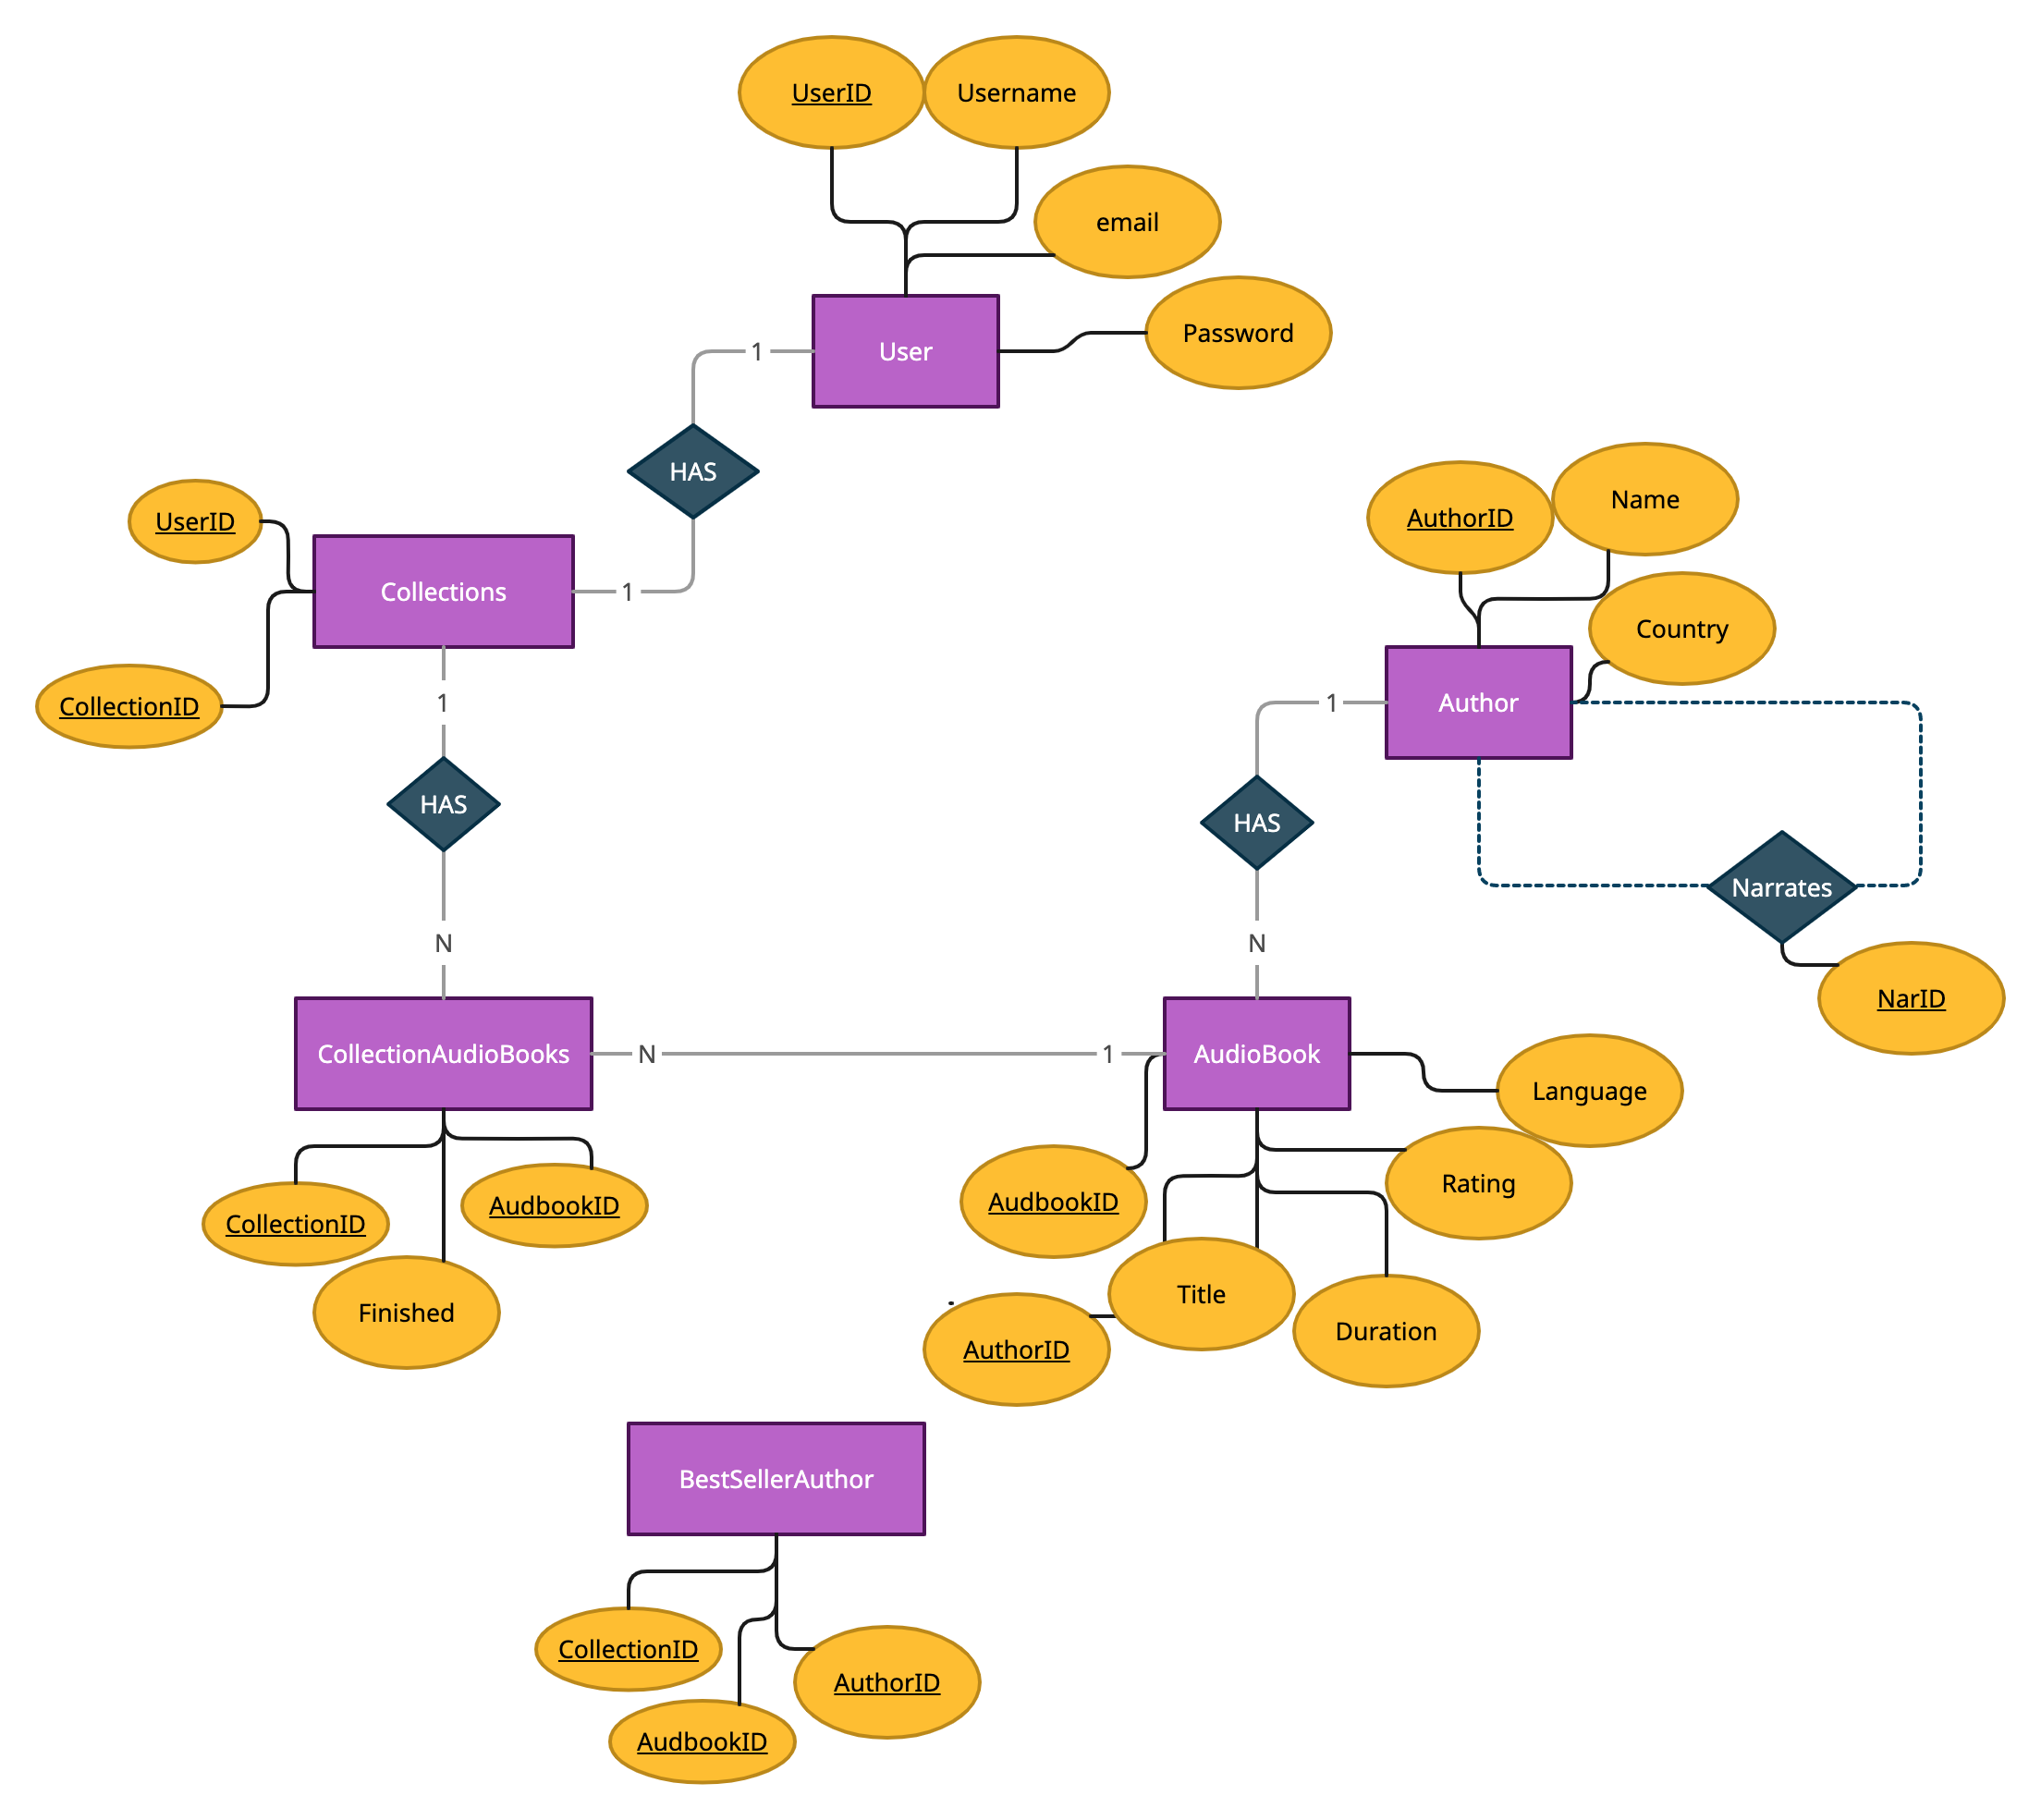 UserID
Username
email
Password
User
1
HAS
1
UserID
Collections
CollectionID
1
HAS
N
AuthorID
Name
Country
Author
1
HAS
N
Narrates
NarID
CollectionAudioBooks
N
1
AudioBook
Language
Rating
AudbookID
Title
Duration
AuthorID
CollectionID
AudbookID
Finished
BestSellerAuthor
CollectionID
AuthorID
AudbookID